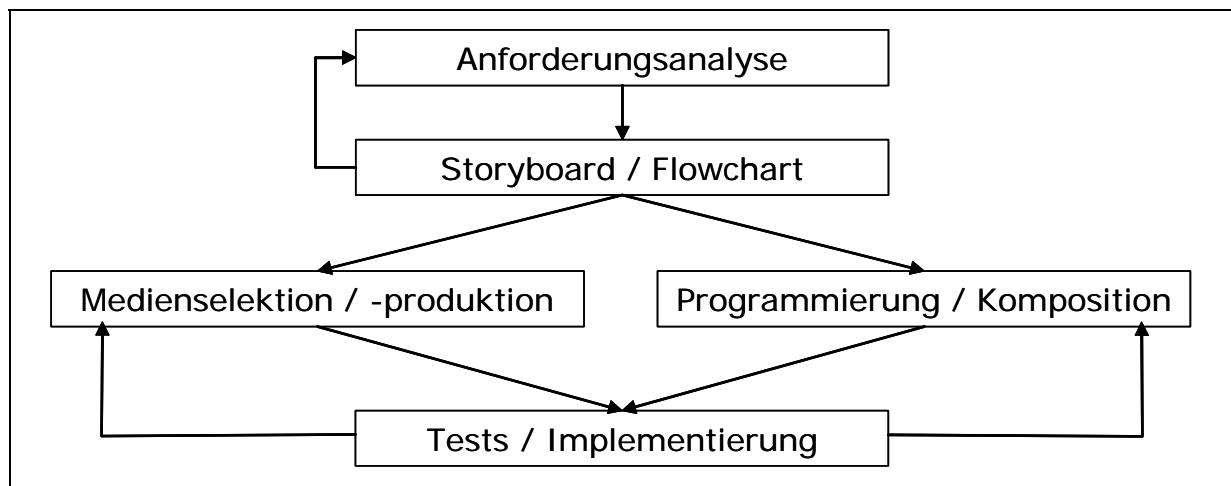 Anforderungsanalyse
Storyboard / Flowchart
Medienselektion / -produktion
Programmierung / Komposition
Tests / Implementierung